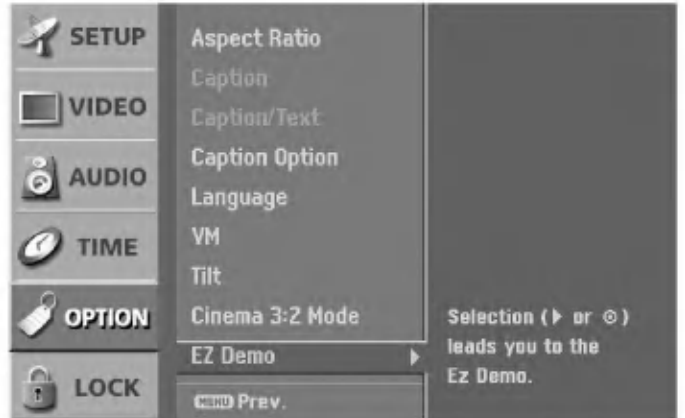 SETUP
VIDEO
AUDIO
TIME
OPTION
LOCK
Aspect Ratio
Caption
Caption/Text
Caption Option
Language
VM
Tilt
Cinema 3:2 Mode
EZ Demo ▶
MENU Prev.
Selection (▶ or ⊙)
leads you to the
Ez Demo.